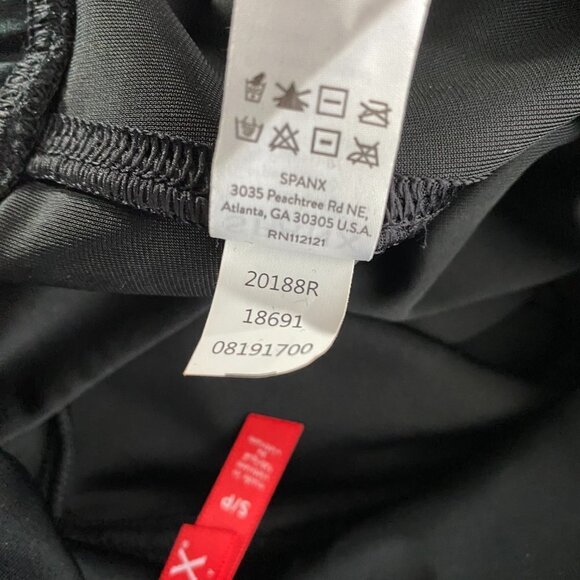 SPANX
3035 Peachtree Rd NE,
Atlanta, GA 30305 U.S.A.
RN112121
20188R
18691
08191700
S/P
X